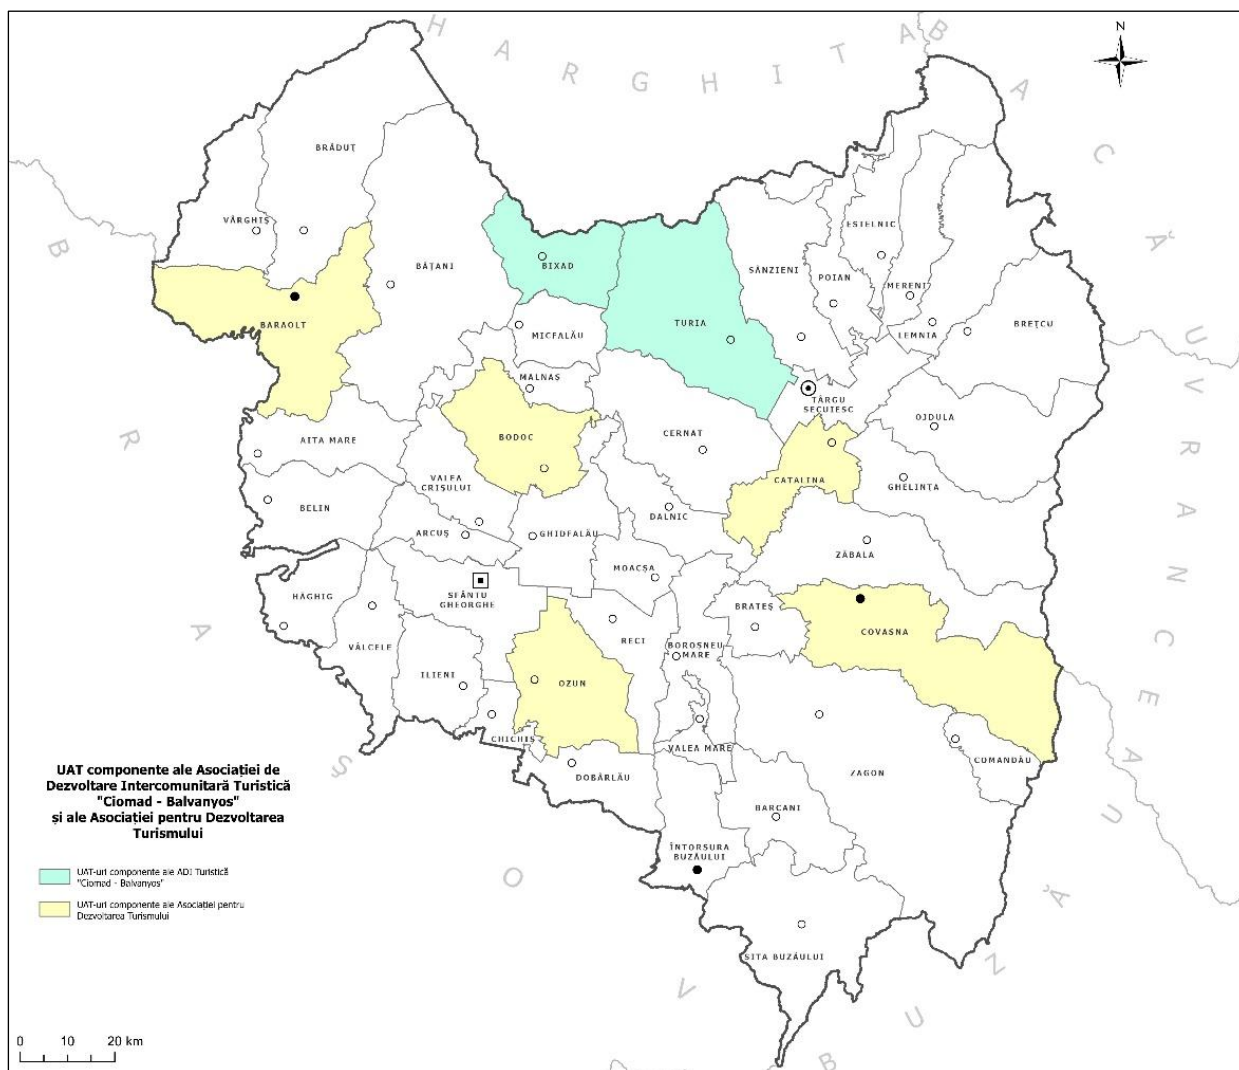 HARGHITA
BACĂU
VRANCEA
BUZĂU
BRAȘOV
N
BRĂDUȚ
VÂRGHIȘ
BĂȚANI
BIXAD
BARAOLT
MICFALĂU
TURIA
SÂNZIENI
ESTELNIC
POIAN
MERENI
LEMNIA
BREȚCU
MALNAS
TÂRGU
SECUIESC
OJDULA
AITA MARE
BODOC
CERNAT
CATALINA
GHELINȚA
VALEA
CRIȘULUI
BELIN
DALNIC
ARCUȘ
GHIDFALĂU
ZĂBALA
MOACȘA
HĂGHIG
SFÂNTU
GHEORGHE
BRATEȘ
COVASNA
VÂLCELE
RECI
BOROSNEU
MARE
ILIENI
OZUN
CHICHIȘ
VALEA MARE
COMANDĂU
DOBÂRLĂU
ZAGON
BARCANI
ÎNTORSURA
BUZĂULUI
SITA BUZĂULUI
UAT componente ale Asociației de
Dezvoltare Intercomunitară Turistică
"Ciomad - Balvanyos"
și ale Asociației pentru Dezvoltarea
Turismului
UAT-uri componente ale ADI Turistică
"Ciomad - Balvanyos"
UAT-uri componente ale Asociației pentru
Dezvoltarea Turismului
0 10 20 km